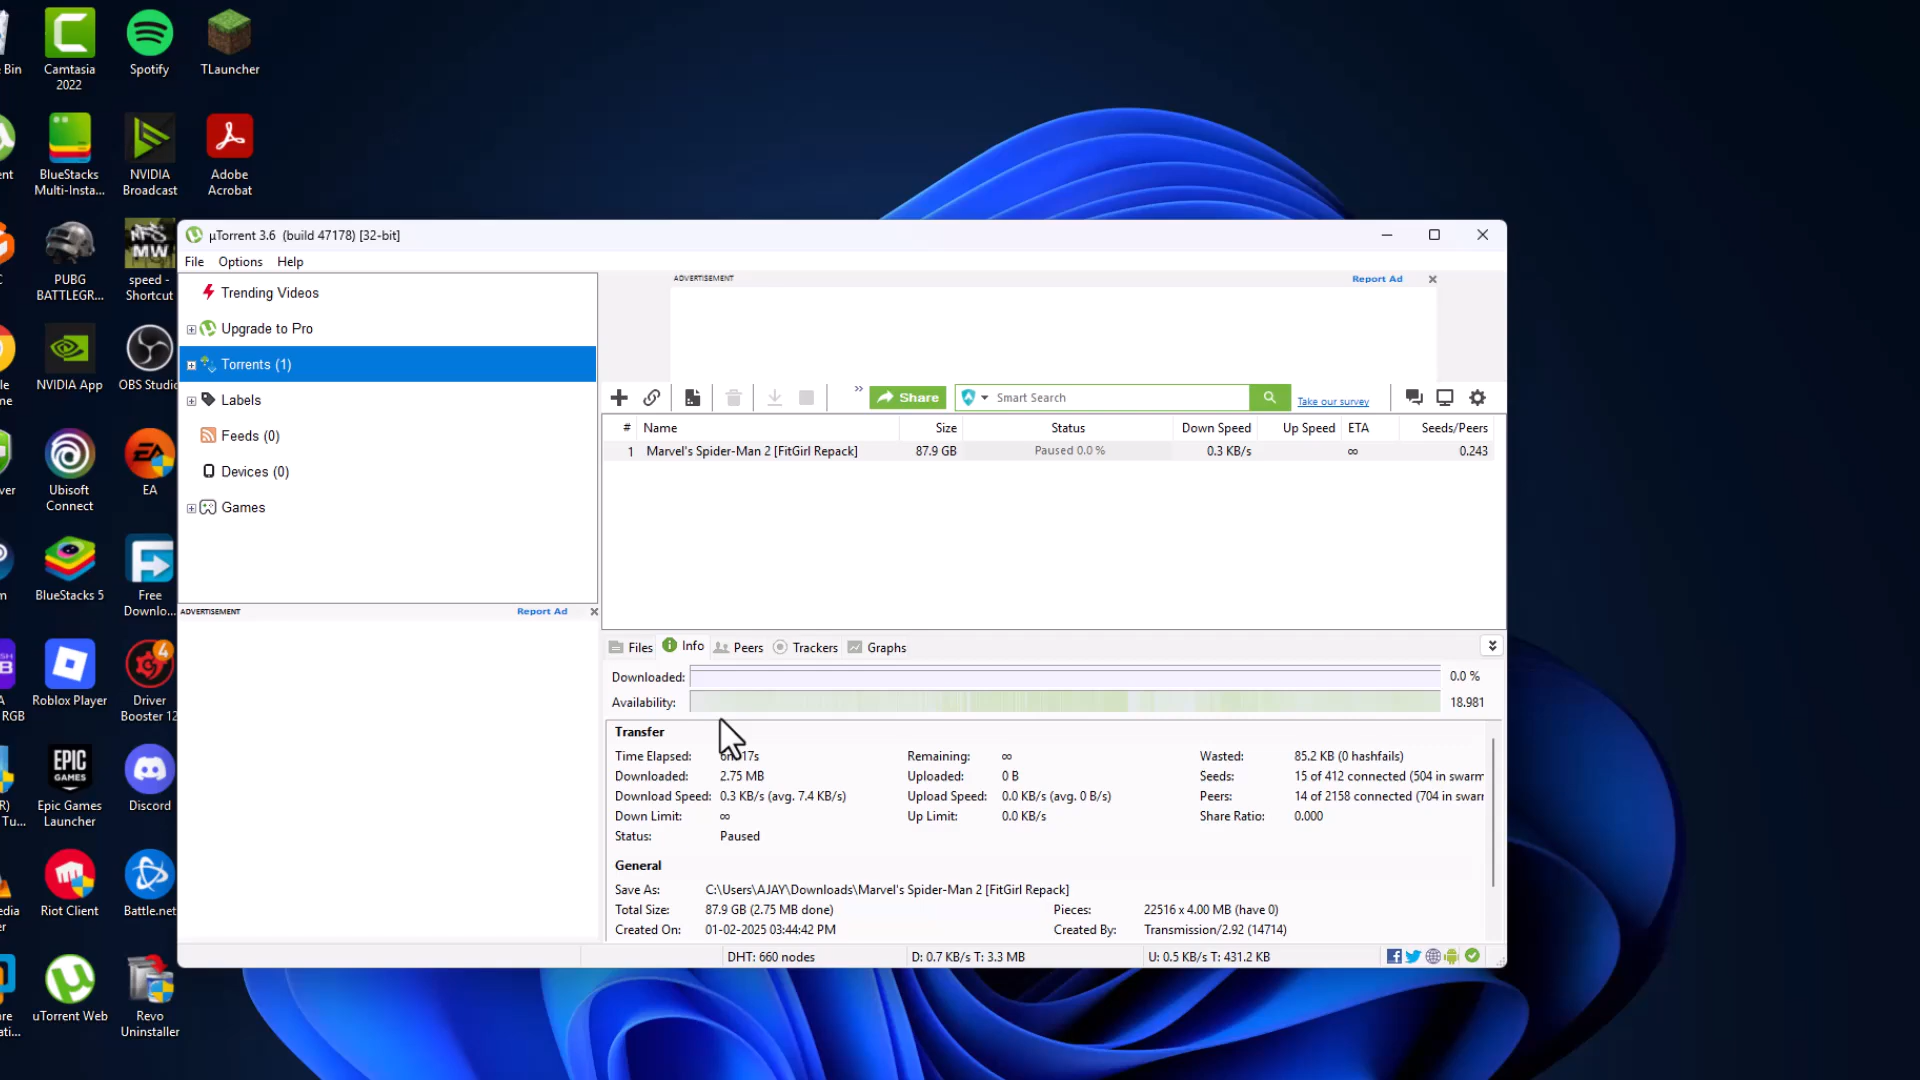 Bin
Camtasia
2022
Spotify
TLauncher
BlueStacks
Multi-Insta...
NVIDIA
Broadcast
Adobe
Acrobat
PUBG
BATTLEGR...
NFS
MW
speed -
Shortcut
NVIDIA App
OBS Studio
Ubisoft
Connect
EA
EA
BlueStacks 5
Free
Downlo...
Roblox Player
4
Driver
Booster 12
RGB
EPIC
GAMES
Epic Games
Launcher
Discord
Tu...
Riot Client
Battle.net
uTorrent Web
Revo
Uninstaller
µTorrent 3.6 (build 47178) [32-bit]
File Options Help
Trending Videos
Upgrade to Pro
Torrents (1)
Labels
Feeds (0)
Devices (0)
Games
ADVERTISEMENT Report Ad
ADVERTISEMENT Report Ad
Share Smart Search Take our survey
# Name Size Status Down Speed Up Speed ETA Seeds/Peers
1 Marvel's Spider-Man 2 [FitGirl Repack] 87.9 GB Paused 0.0 % 0.3 KB/s ∞ 0.243
Files Info Peers Trackers Graphs
Downloaded: 0.0 %
Availability: 18.981
Transfer
Time Elapsed: 17s Remaining: ∞ Wasted: 85.2 KB (0 hashfails)
Downloaded: 2.75 MB Uploaded: 0 B Seeds: 15 of 412 connected (504 in swarm
Download Speed: 0.3 KB/s (avg. 7.4 KB/s) Upload Speed: 0.0 KB/s (avg. 0 B/s) Peers: 14 of 2158 connected (704 in swarm
Down Limit: ∞ Up Limit: 0.0 KB/s Share Ratio: 0.000
Status: Paused
General
Save As: C:\Users\AJAY\Downloads\Marvel's Spider-Man 2 [FitGirl Repack]
Total Size: 87.9 GB (2.75 MB done) Pieces: 22516 x 4.00 MB (have 0)
Created On: 01-02-2025 03:44:42 PM Created By: Transmission/2.92 (14714)
DHT: 660 nodes D: 0.7 KB/s T: 3.3 MB U: 0.5 KB/s T: 431.2 KB